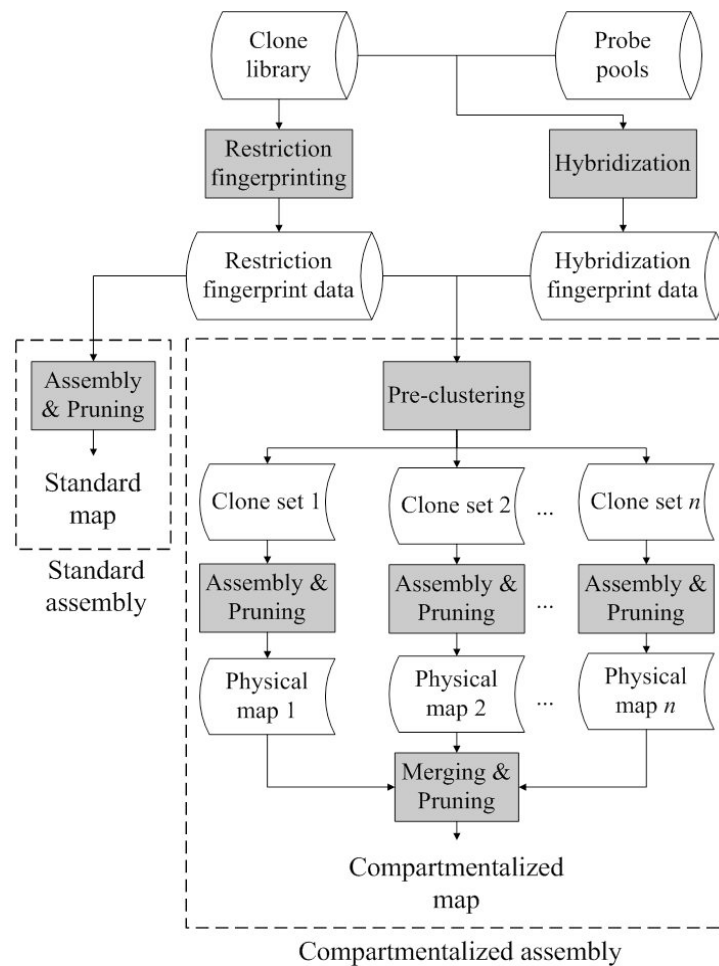 Clone
library
Probe
pools
Restriction
fingerprinting
Hybridization
Restriction
fingerprint data
Hybridization
fingerprint data
Assembly
& Pruning
Standard
map
Standard
assembly
Pre-clustering
Clone set 1
Clone set 2
...
Clone set n
Assembly &
Pruning
Assembly &
Pruning
...
Assembly &
Pruning
Physical
map 1
Physical
map 2
...
Physical
map n
Merging &
Pruning
Compartmentalized
map
Compartmentalized assembly